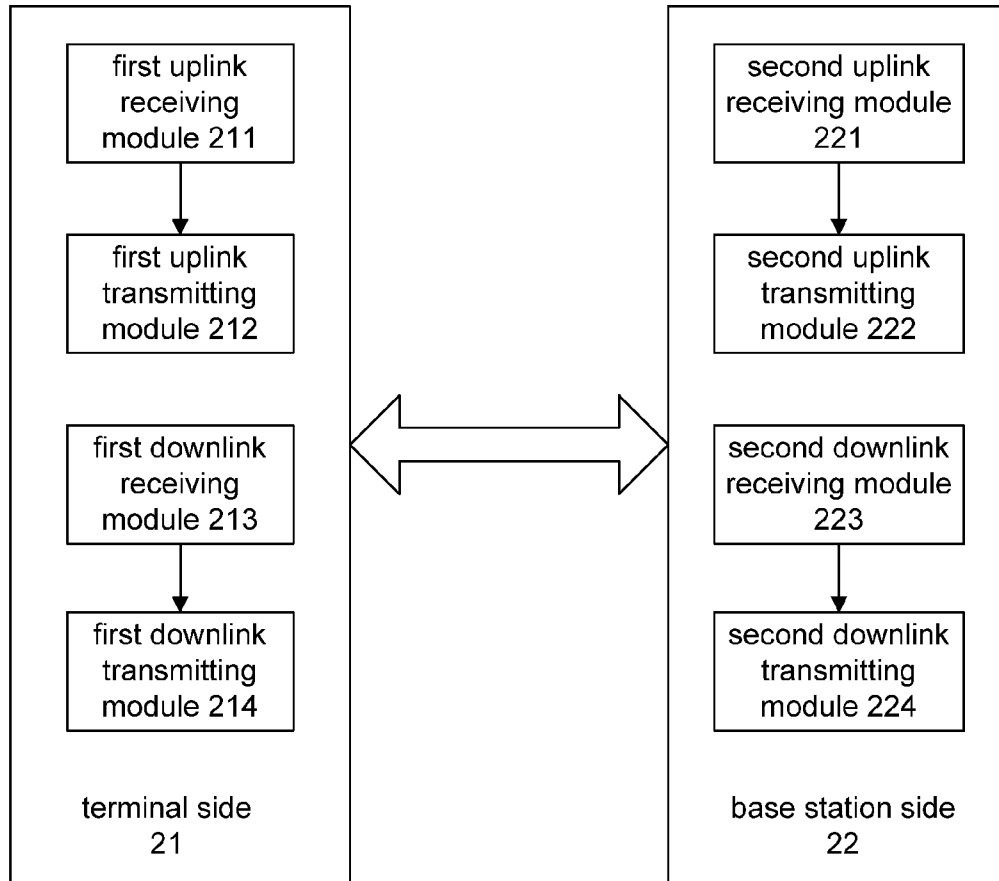 first uplink
receiving
module 211
first uplink
transmitting
module 212
first downlink
receiving
module 213
first downlink
transmitting
module 214
terminal side
21
second uplink
receiving module
221
second uplink
transmitting
module 222
second downlink
receiving module
223
second downlink
transmitting
module 224
base station side
22